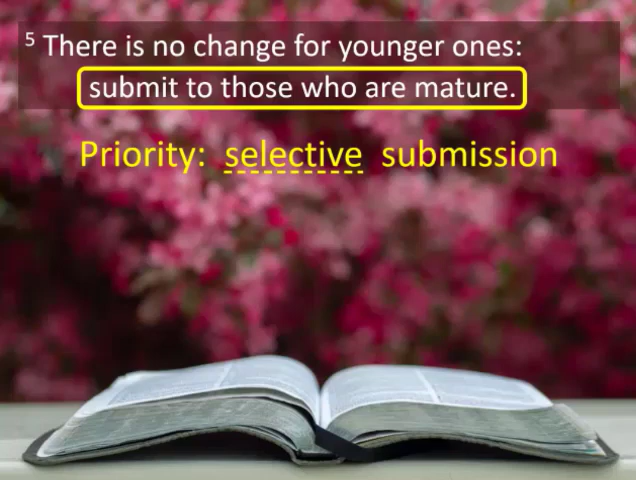 5 There is no change for younger ones:
submit to those who are mature.
Priority: selective submission